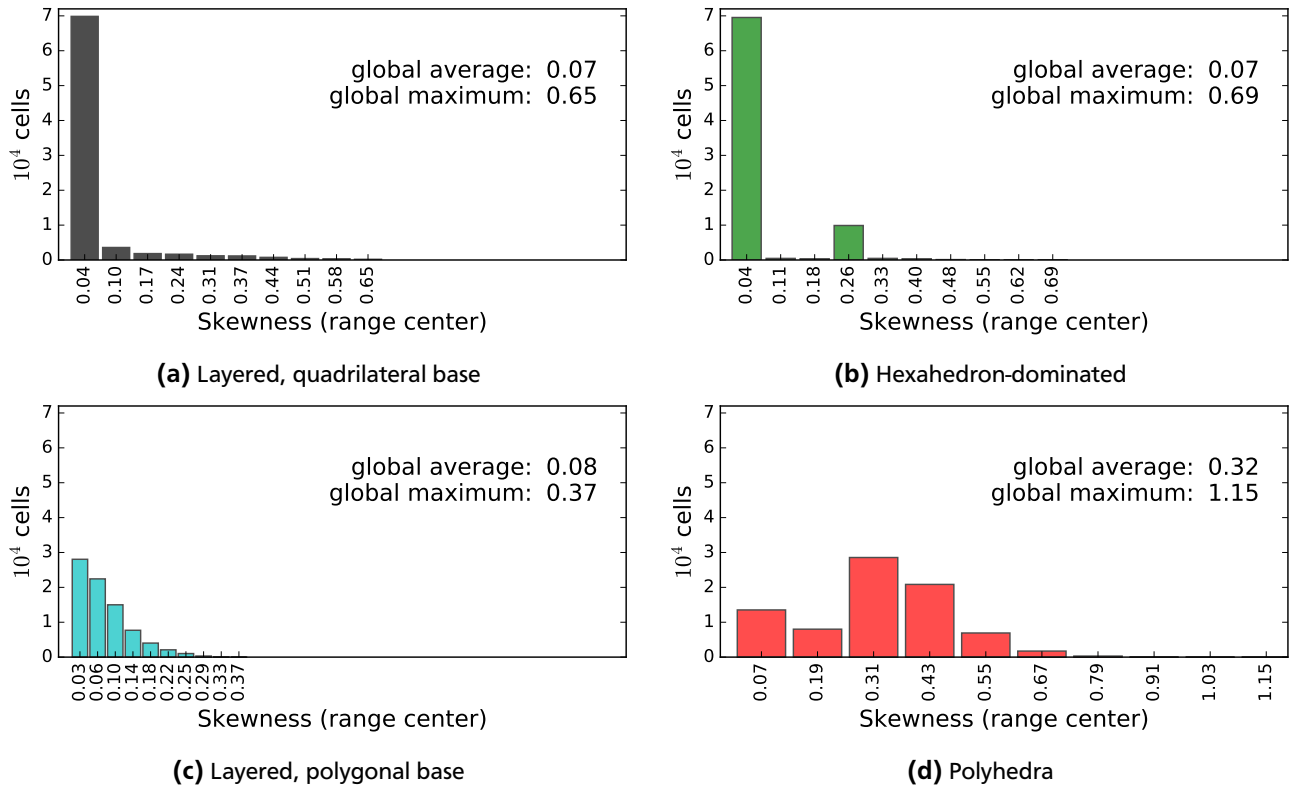 7
6
5
4
3
2
1
0
10⁴ cells
global average: 0.07
global maximum: 0.65
0.04 0.10 0.17 0.24 0.31 0.37 0.44 0.51 0.58 0.65
Skewness (range center)
(a) Layered, quadrilateral base
7
6
5
4
3
2
1
0
10⁴ cells
global average: 0.07
global maximum: 0.69
0.04 0.11 0.18 0.26 0.33 0.40 0.48 0.55 0.62 0.69
Skewness (range center)
(b) Hexahedron-dominated
7
6
5
4
3
2
1
0
10⁴ cells
global average: 0.08
global maximum: 0.37
0.03 0.06 0.10 0.14 0.18 0.22 0.25 0.29 0.33 0.37
Skewness (range center)
(c) Layered, polygonal base
7
6
5
4
3
2
1
0
10⁴ cells
global average: 0.32
global maximum: 1.15
0.07 0.19 0.31 0.43 0.55 0.67 0.79 0.91 1.03 1.15
Skewness (range center)
(d) Polyhedra